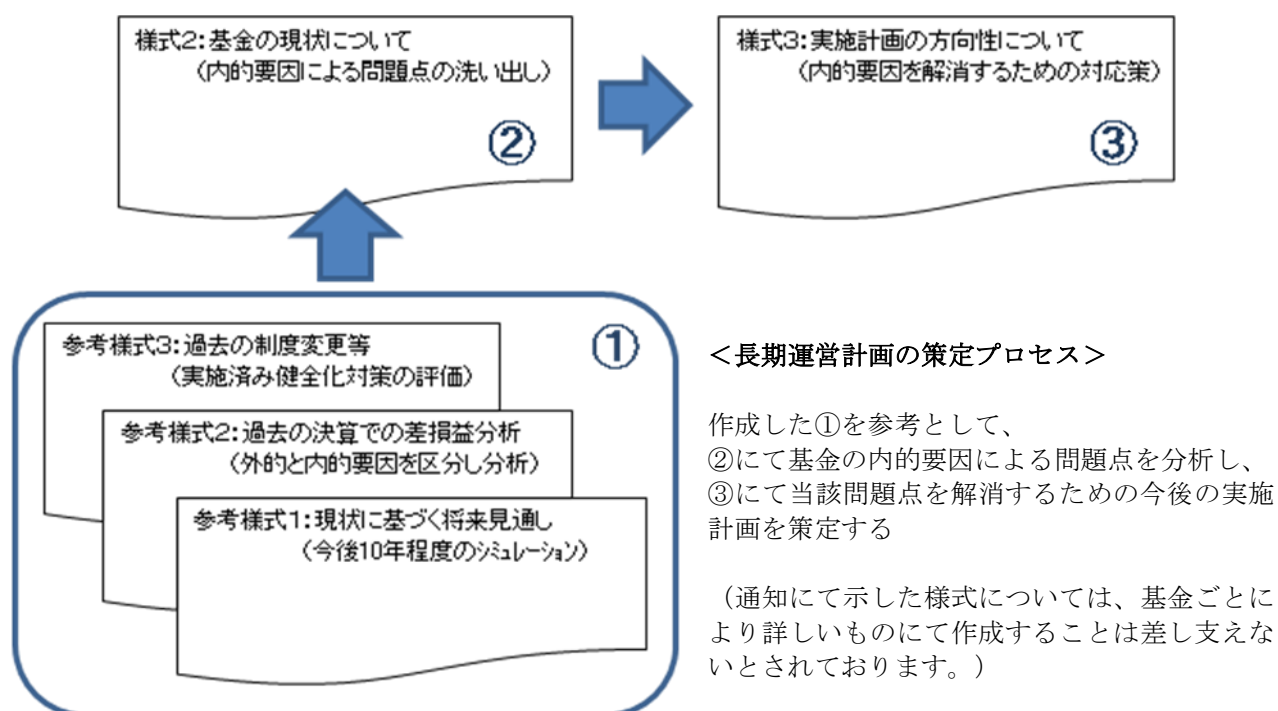 様式2:基金の現状について
(内的要因による問題点の洗い出し)
②
様式3:実施計画の方向性について
(内的要因を解消するための対応策)
③
①
参考様式3:過去の制度変更等
(実施済み健全化対策の評価)
参考様式2:過去の決算での差損益分析
(外的と内的要因を区分し分析)
参考様式1:現状に基づく将来見通し
(今後10年程度のシミュレーション)
<長期運営計画の策定プロセス>
作成した①を参考として、
②にて基金の内的要因による問題点を分析し、
③にて当該問題点を解消するための今後の実施
計画を策定する
(通知にて示した様式については、基金ごとに
より詳しいものにて作成することは差し支えな
いとされております。)